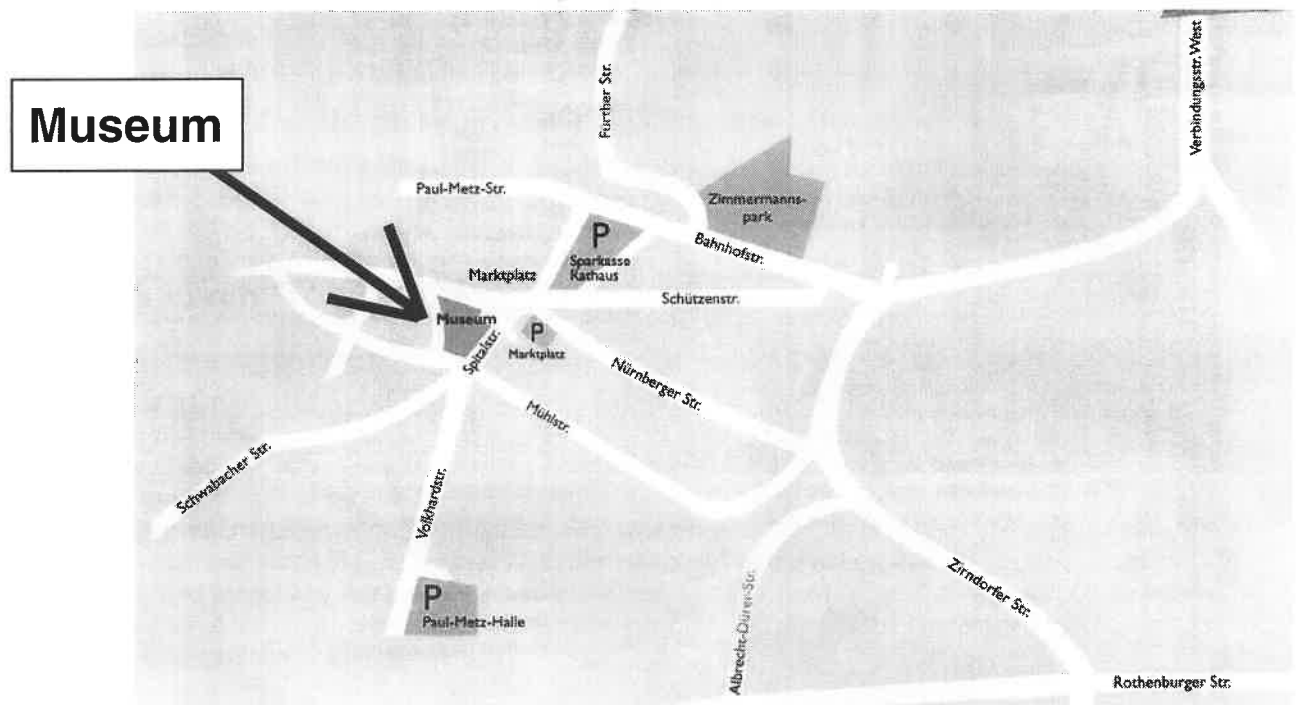 Museum
Fürther Str.
Verbindungsstr. West
Paul-Metz-Str.
Zimmermanns-
park
P
Sparkasse
Rathaus
Bahnhofstr.
Marktplatz
Schützenstr.
Museum
Spitalstr.
P
Marktplatz
Nürnberger Str.
Mühlstr.
Schwabacher Str.
Volkhardstr.
Zirndorfer Str.
P
Paul-Metz-Halle
Albrecht-Dürer-Str.
Rothenburger Str.